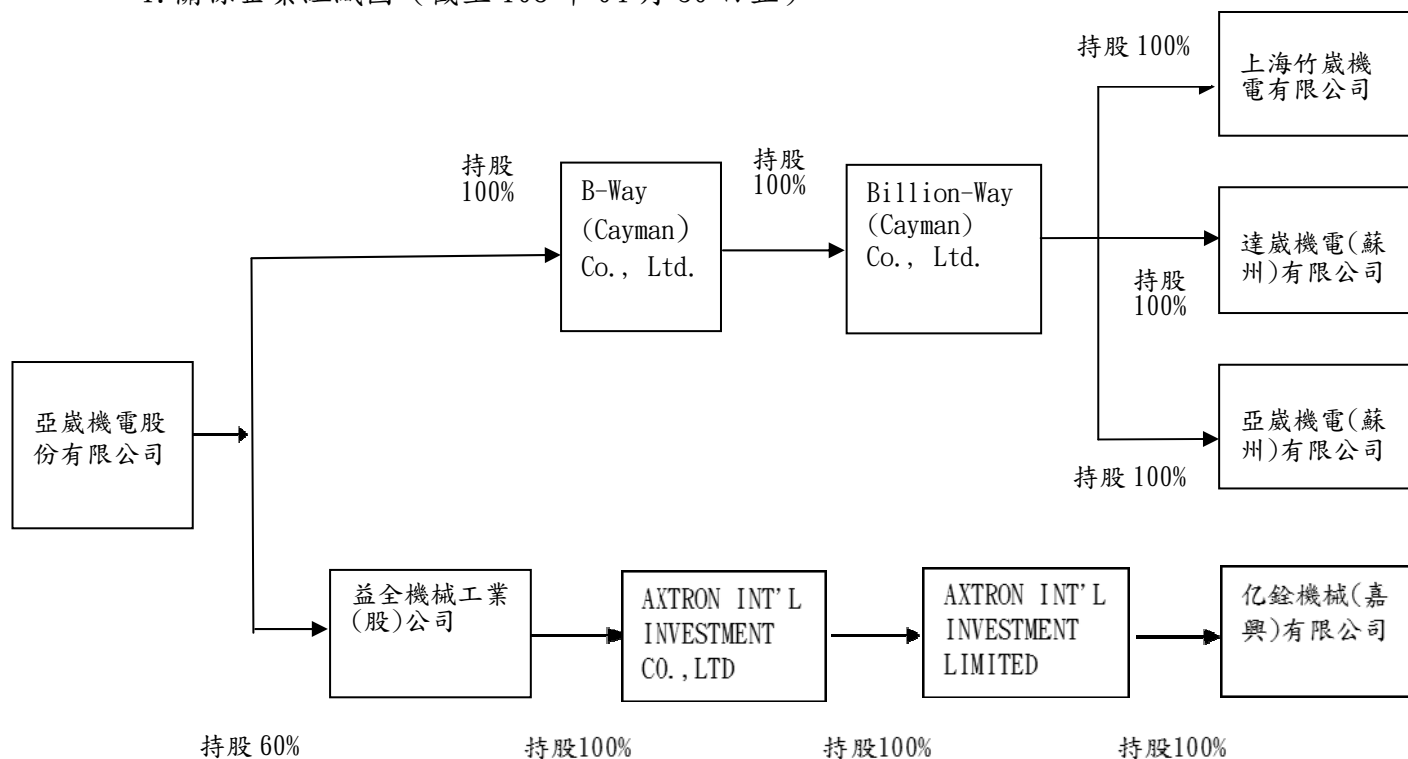 持股 100%
上海竹崴機
電有限公司
持股
100%
B-Way
(Cayman)
Co., Ltd.
持股
100%
Billion-Way
(Cayman)
Co., Ltd.
達崴機電(蘇
州)有限公司
持股
100%
亞崴機電股
份有限公司
亞崴機電(蘇
州)有限公司
持股 100%
益全機械工業
(股)公司
AXTRON INT'L
INVESTMENT
CO.,LTD
AXTRON INT'L
INVESTMENT
LIMITED
亿銓機械(嘉
興)有限公司
持股 60%
持股100%
持股100%
持股100%